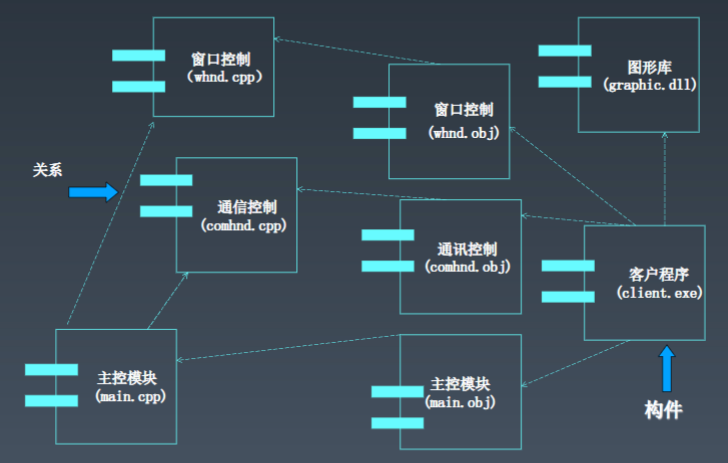 窗口控制
(whnd.cpp)
图形库
(graphic.dll)
窗口控制
(whnd.obj)
关系
通信控制
(comhnd.cpp)
通讯控制
(comhnd.obj)
客户程序
(client.exe)
主控模块
(main.cpp)
主控模块
(main.obj)
构件